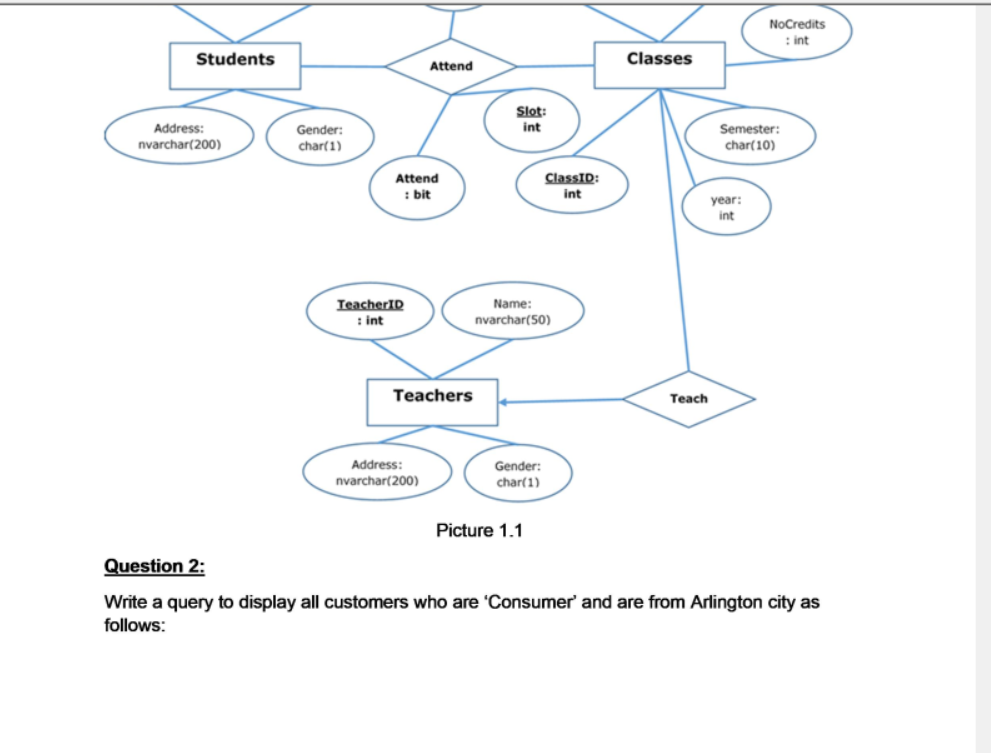 NoCredits
: int
Students
Attend
Classes
Address:
nvarchar(200)
Gender:
char(1)
Slot:
int
Semester:
char(10)
Attend
: bit
ClassID:
int
year:
int
TeacherID
: int
Name:
nvarchar(50)
Teachers
Teach
Address:
nvarchar(200)
Gender:
char(1)
Picture 1.1
Question 2:
Write a query to display all customers who are 'Consumer' and are from Arlington city as
follows: